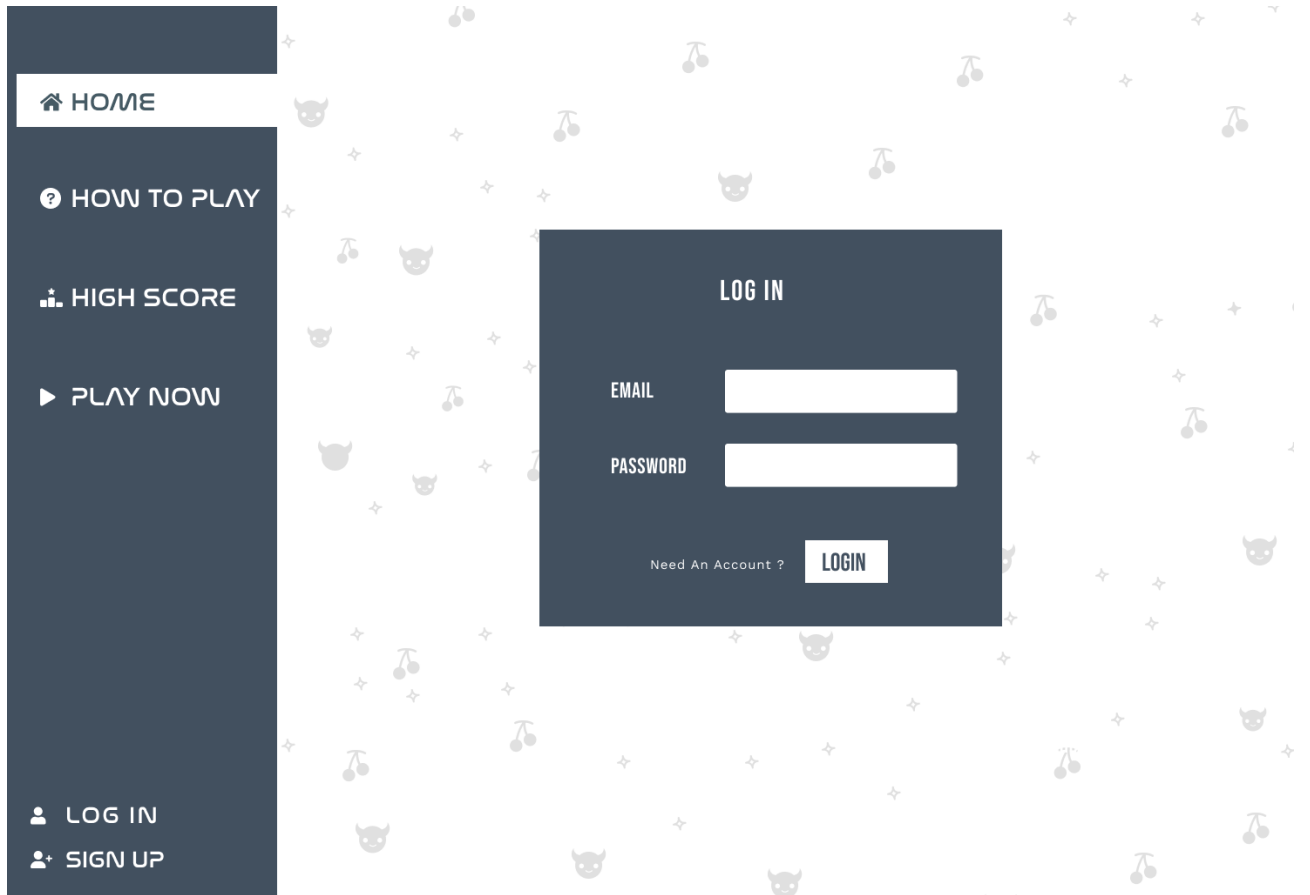 HOME
HOW TO PLAY
HIGH SCORE
PLAY NOW
LOG IN
SIGN UP
LOG IN
EMAIL
PASSWORD
Need An Account ?
LOGIN